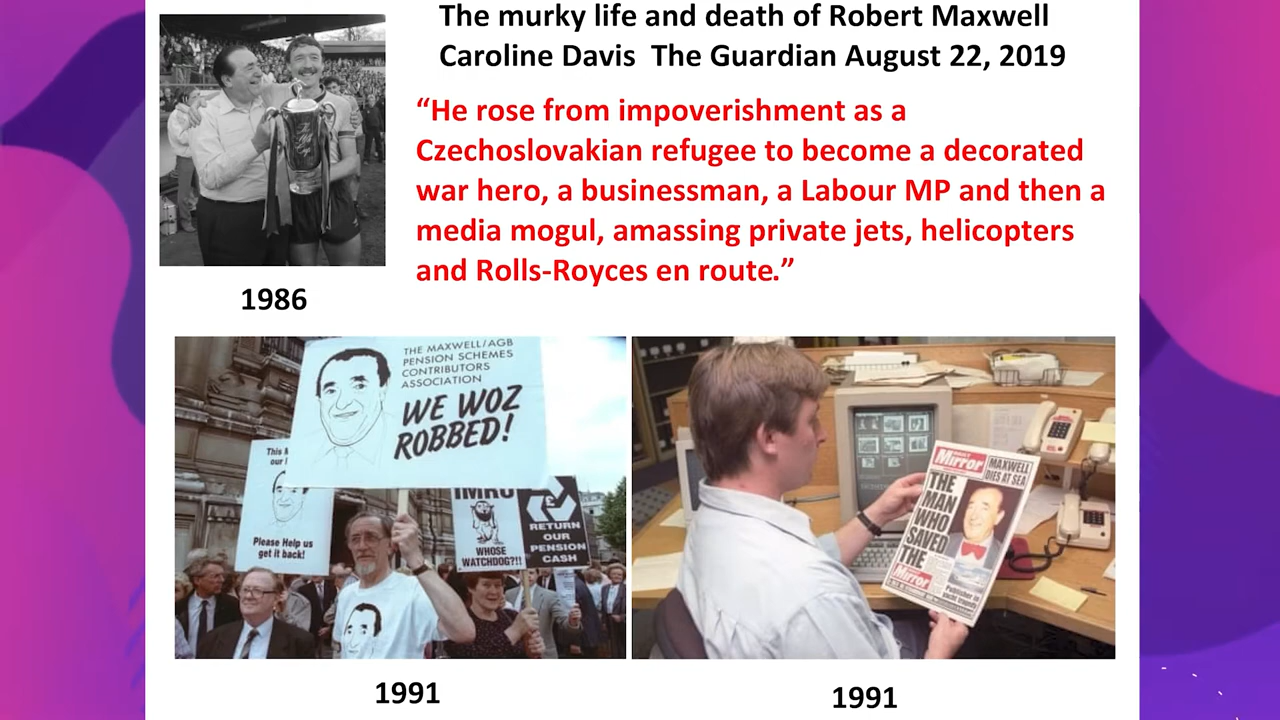 The murky life and death of Robert Maxwell
Caroline Davis  The Guardian August 22, 2019
“He rose from impoverishment as a
Czechoslovakian refugee to become a decorated
war hero, a businessman, a Labour MP and then a
media mogul, amassing private jets, helicopters
and Rolls-Royces en route.”
1986
THE MAXWELL/AGB
PENSION SCHEMES
CONTRIBUTORS
ASSOCIATION
WE WOZ
ROBBED!
This
our
Please Help us
get it back!
IMRO
WHOSE
WATCHDOG?!!
£
RETURN
OUR
PENSION
CASH
1991
Mirror
MAXWELL
DIES AT SEA
THE
MAN
WHO
SAVED
THE
Mirror
Publisher in
1991